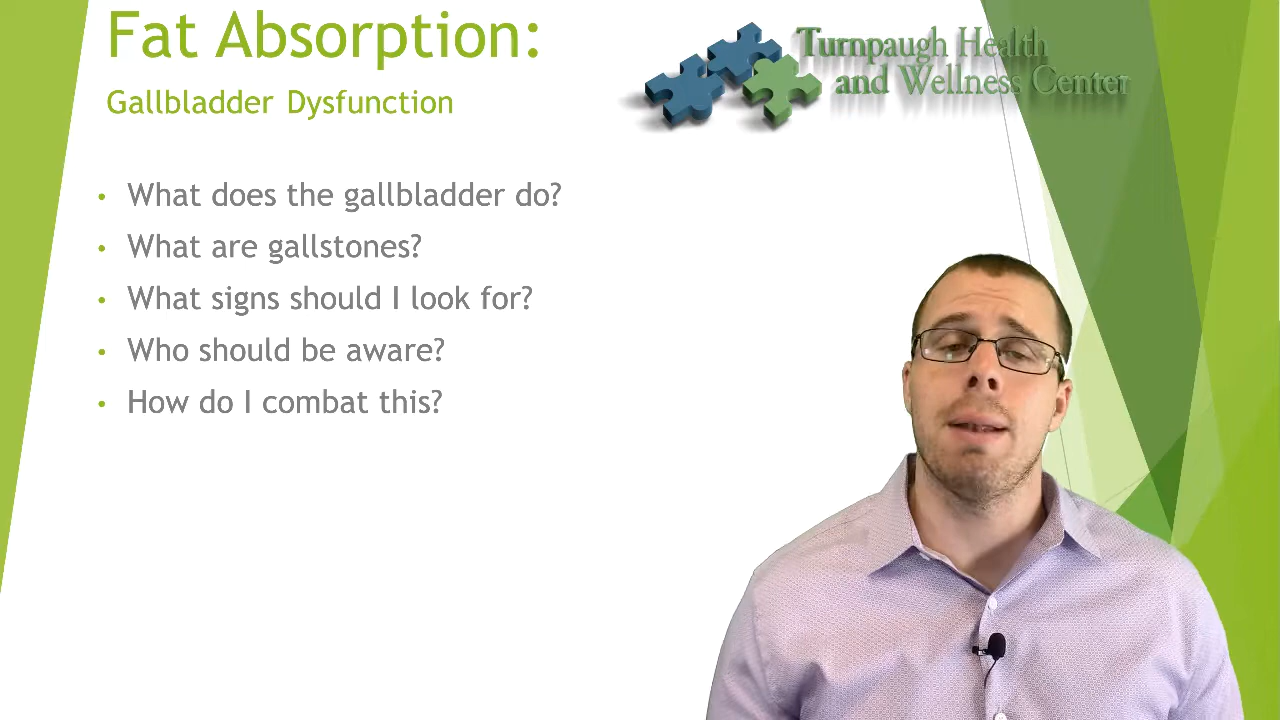 Fat Absorption:
Gallbladder Dysfunction
Turnpaugh Health
and Wellness Center
• What does the gallbladder do?
• What are gallstones?
• What signs should I look for?
• Who should be aware?
• How do I combat this?